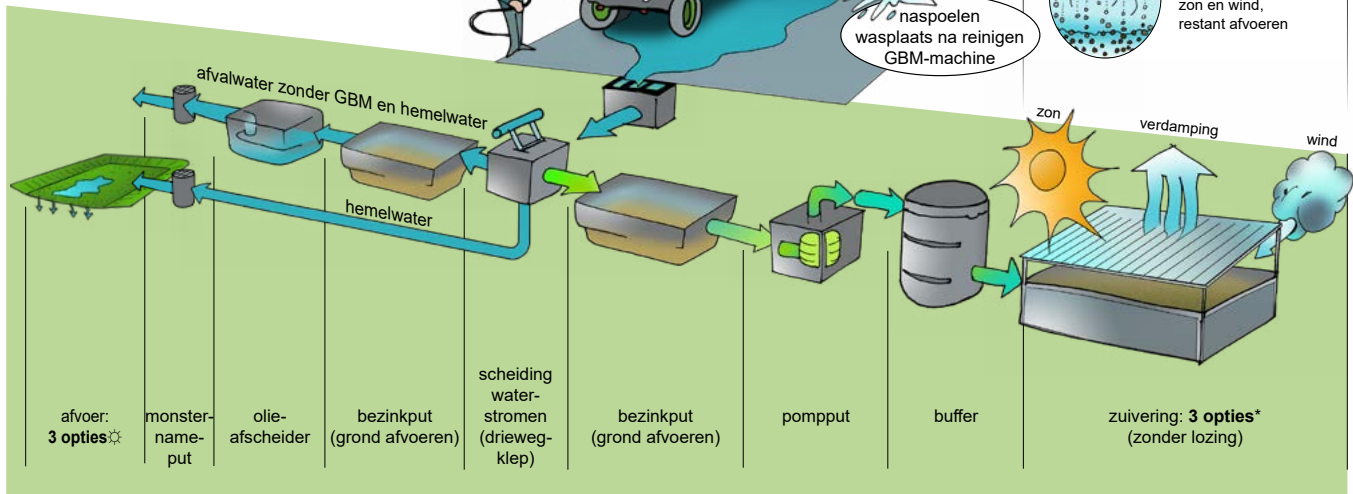 naspoelen
wasplaats na reinigen
GBM-machine
zon en wind,
restant afvoeren
afvalwater zonder GBM en hemelwater
hemelwater
zon
verdamping
wind
afvoer:
3 opties☼
monster-
name-
put
olie-
afscheider
bezinkput
(grond afvoeren)
scheiding
water-
stromen
(drieweg-
klep)
bezinkput
(grond afvoeren)
pompput
buffer
zuivering: 3 opties*
(zonder lozing)